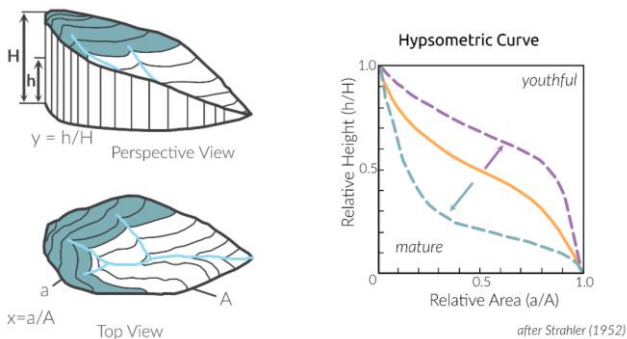 H
h
y = h/H
Perspective View
a
A
x=a/A
Top View
Hypsometric Curve
1.0
youthful
Relative Height (h/H)
0.5
mature
0
0.5
1.0
Relative Area (a/A)
after Strahler (1952)